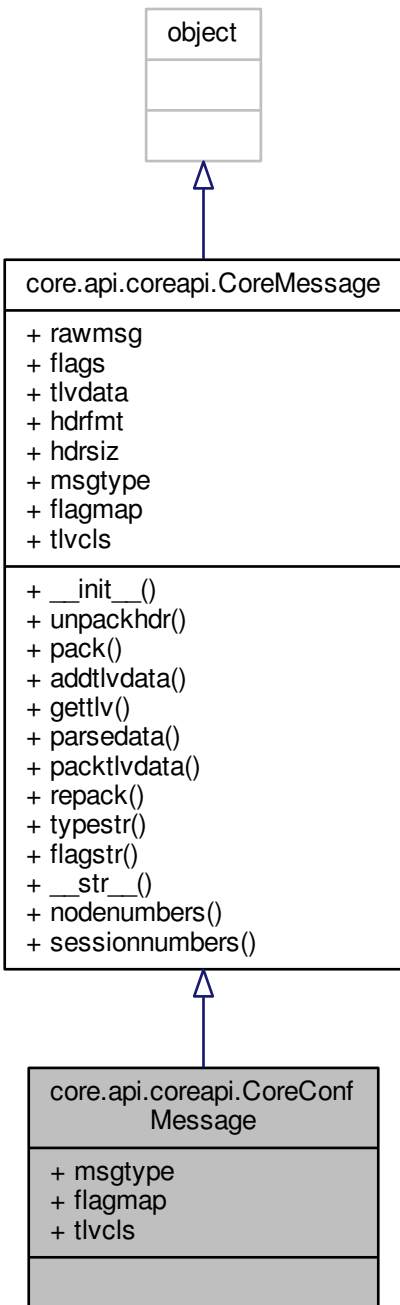 object
core.api.coreapi.CoreMessage
+ rawmsg
+ flags
+ tlvdata
+ hdrfmt
+ hdrsiz
+ msgtype
+ flagmap
+ tlvcls
+ __init__()
+ unpackhdr()
+ pack()
+ addtlvdata()
+ gettlv()
+ parsedata()
+ packtlvdata()
+ repack()
+ typestr()
+ flagstr()
+ __str__()
+ nodenumbers()
+ sessionnumbers()
core.api.coreapi.CoreConf
Message
+ msgtype
+ flagmap
+ tlvcls